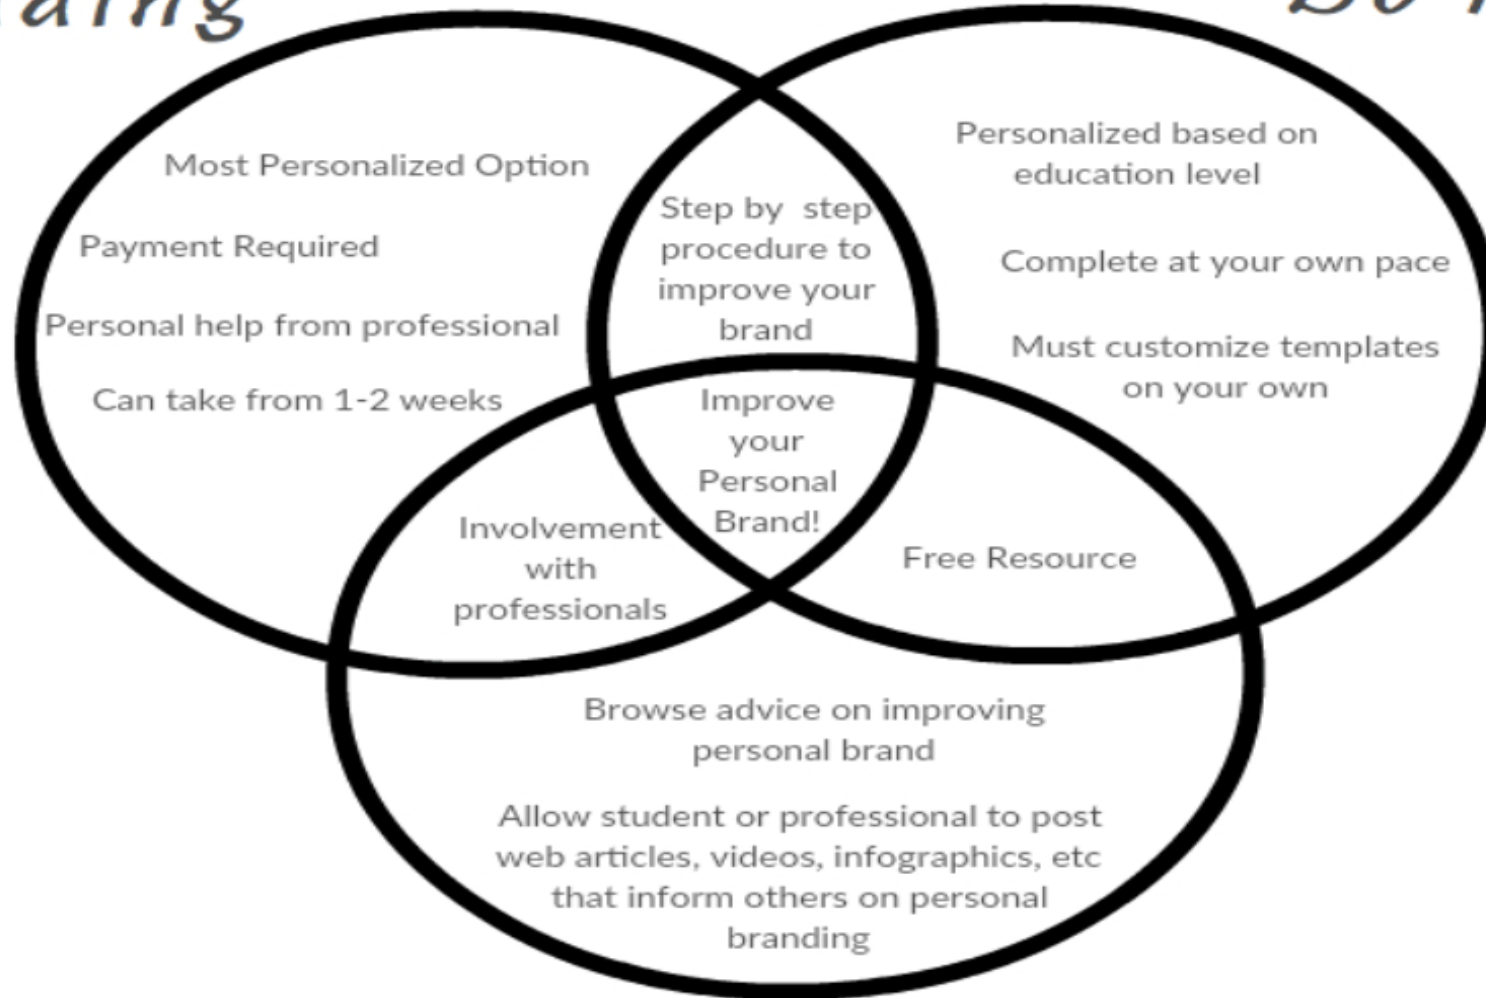 Most Personalized Option
Payment Required
Personal help from professional
Can take from 1-2 weeks
Step by step
procedure to
improve your
brand
Personalized based on
education level
Complete at your own pace
Must customize templates
on your own
Improve
your
Personal
Brand!
Involvement
with
professionals
Free Resource
Browse advice on improving
personal brand
Allow student or professional to post
web articles, videos, infographics, etc
that inform others on personal
branding